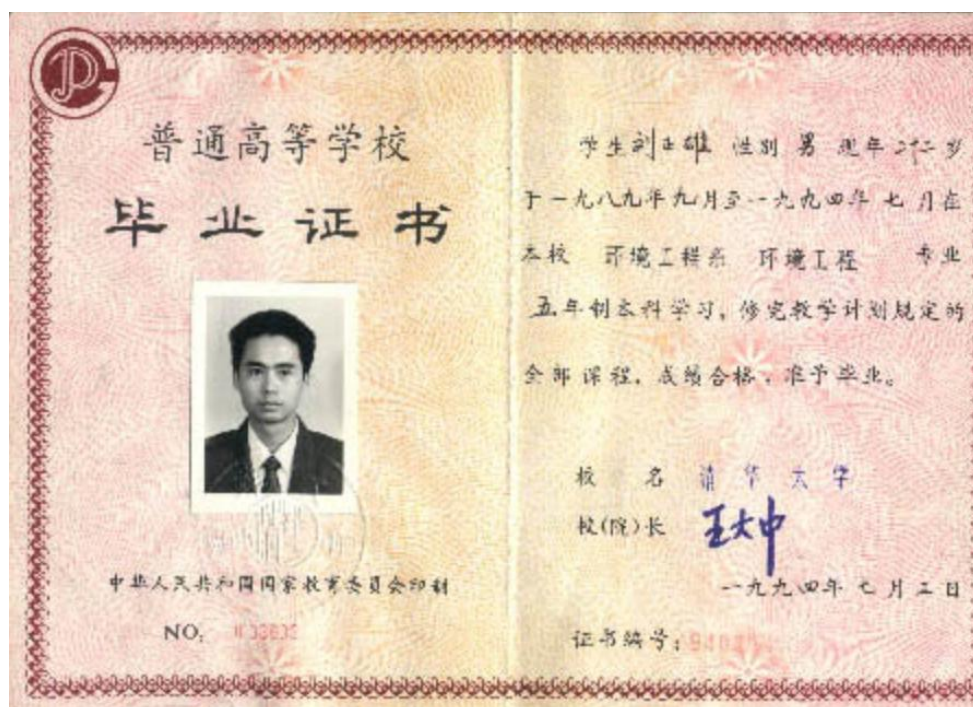 普通高等学校
毕业证书
中华人民共和国国家教育委员会印制
NO:
学生刘正雄 性别 男 现年二十二岁
于一九八九年九月至一九九四年 七 月在
本校 环境工程系 环境工程 专业
五年制本科学习，修完教学计划规定的
全部课程，成绩合格，准予毕业。
校 名 清华大学
校(院)长 王大中
一九九四年 七 月 日
证书编号: